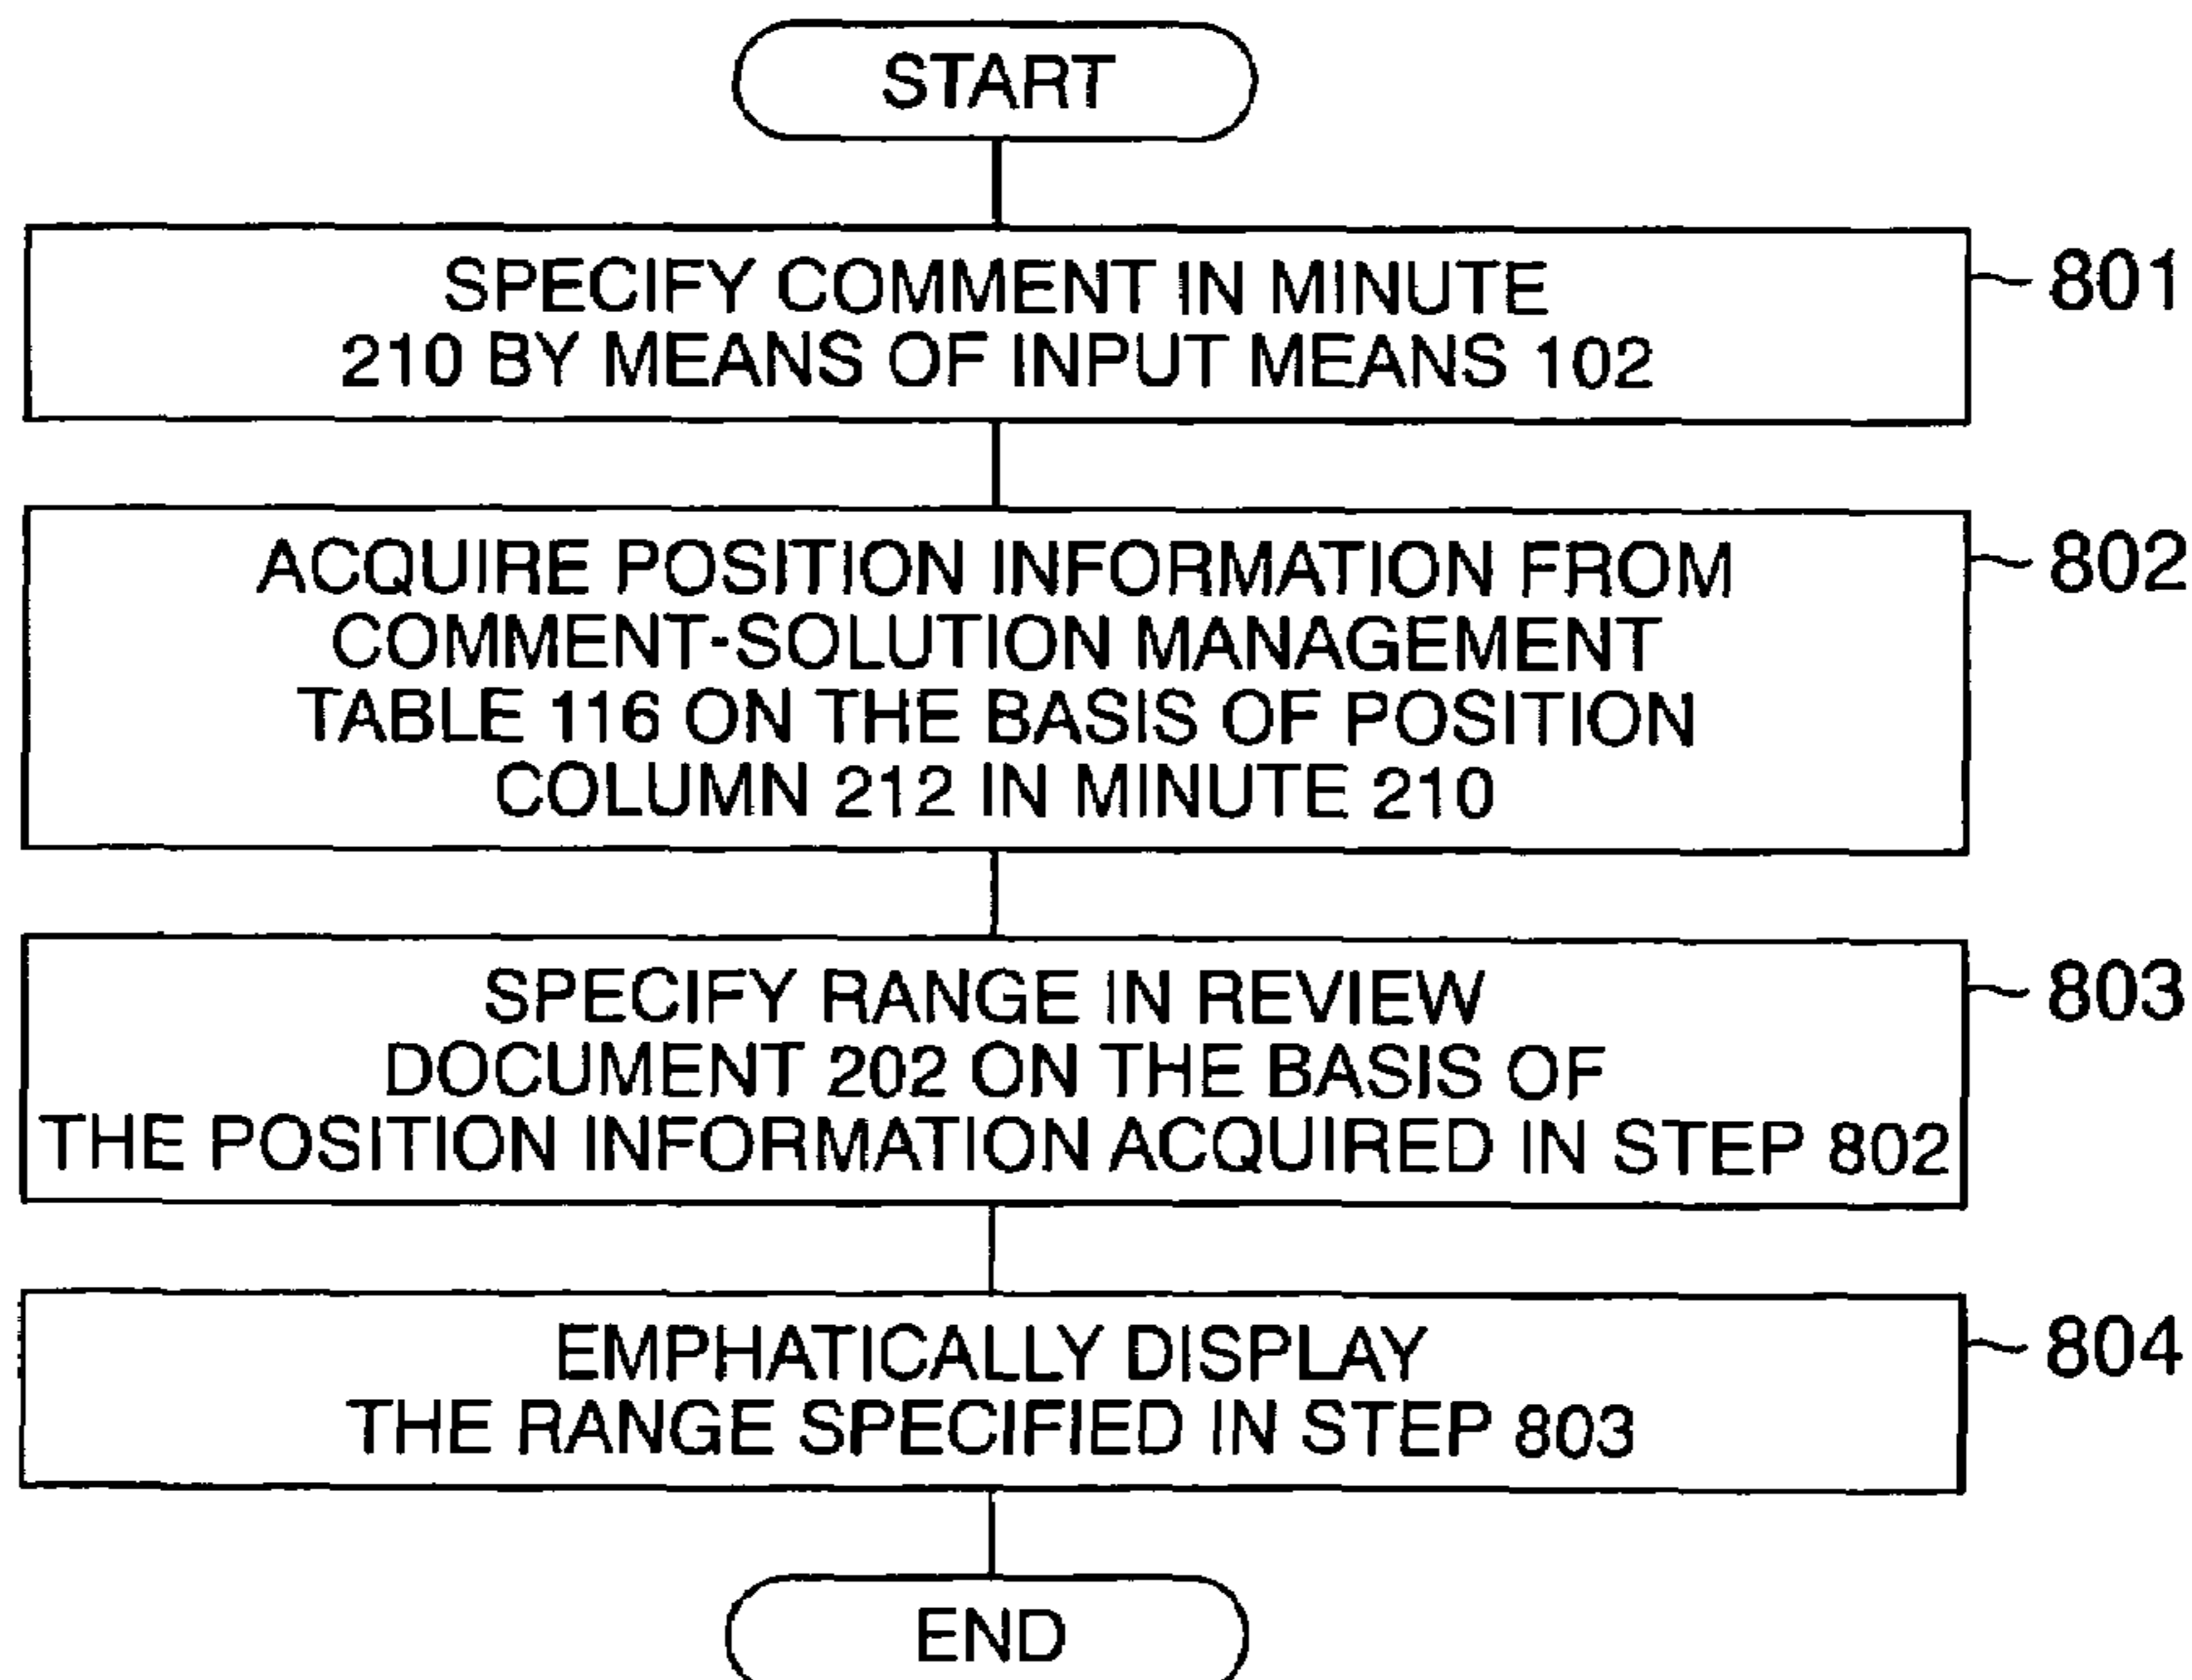 START
SPECIFY COMMENT IN MINUTE
210 BY MEANS OF INPUT MEANS 102
801
ACQUIRE POSITION INFORMATION FROM
COMMENT-SOLUTION MANAGEMENT
TABLE 116 ON THE BASIS OF POSITION
COLUMN 212 IN MINUTE 210
802
SPECIFY RANGE IN REVIEW
DOCUMENT 202 ON THE BASIS OF
THE POSITION INFORMATION ACQUIRED IN STEP 802
803
EMPHATICALLY DISPLAY
THE RANGE SPECIFIED IN STEP 803
804
END